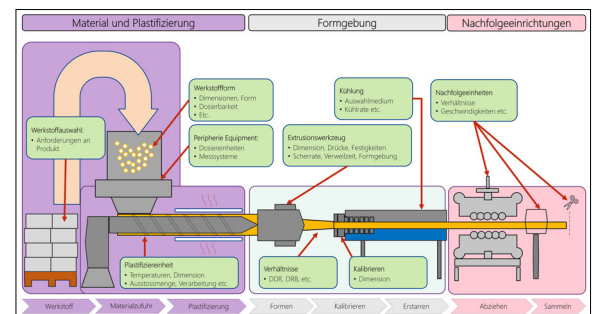 Material und Plastifizierung
Formgebung
Nachfolgeeinrichtungen
Werkstoffform
• Dimensionen, Form
• Dosierbarkeit
• Etc.
Kühlung
• Auswahlmedium
• Kühlrate etc.
Nachfolgeeinheiten
• Verhältnisse
• Geschwindigkeiten etc.
Werkstoffauswahl:
• Anforderungen an
Produkt
Peripherie Equipment:
• Dosiereinheiten
• Messsysteme
Extrusionswerkzeug
• Dimension, Drücke, Festigkeiten
• Scherrate, Verweilzeit, Formgebung
Plastifiziereinheit
• Temperaturen, Dimension
• Ausstossmenge, Verarbeitung etc.
Verhältnisse
• DDR, DRB, etc.
Kalibrieren
• Dimension
Werkstoff
Materialzufuhr
Plastifizierung
Formen
Kalibrieren
Erstarren
Abziehen
Sammeln